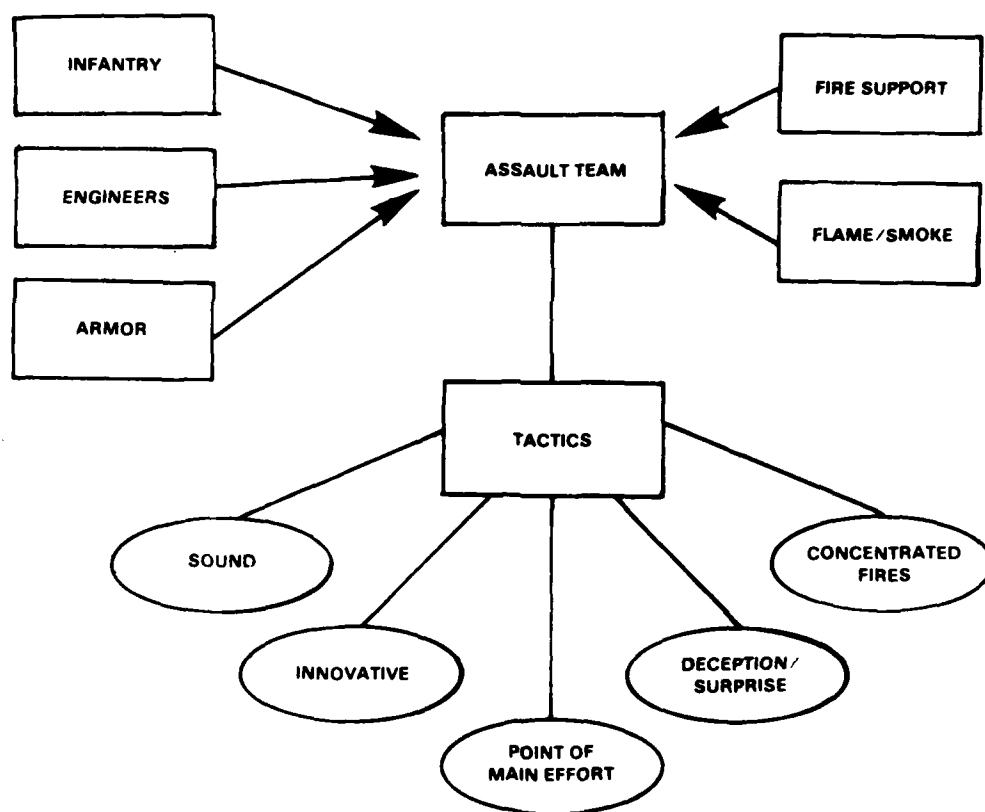 INFANTRY
ENGINEERS
ARMOR
ASSAULT TEAM
FIRE SUPPORT
FLAME/SMOKE
TACTICS
SOUND
INNOVATIVE
POINT OF
MAIN EFFORT
DECEPTION/
SURPRISE
CONCENTRATED
FIRES